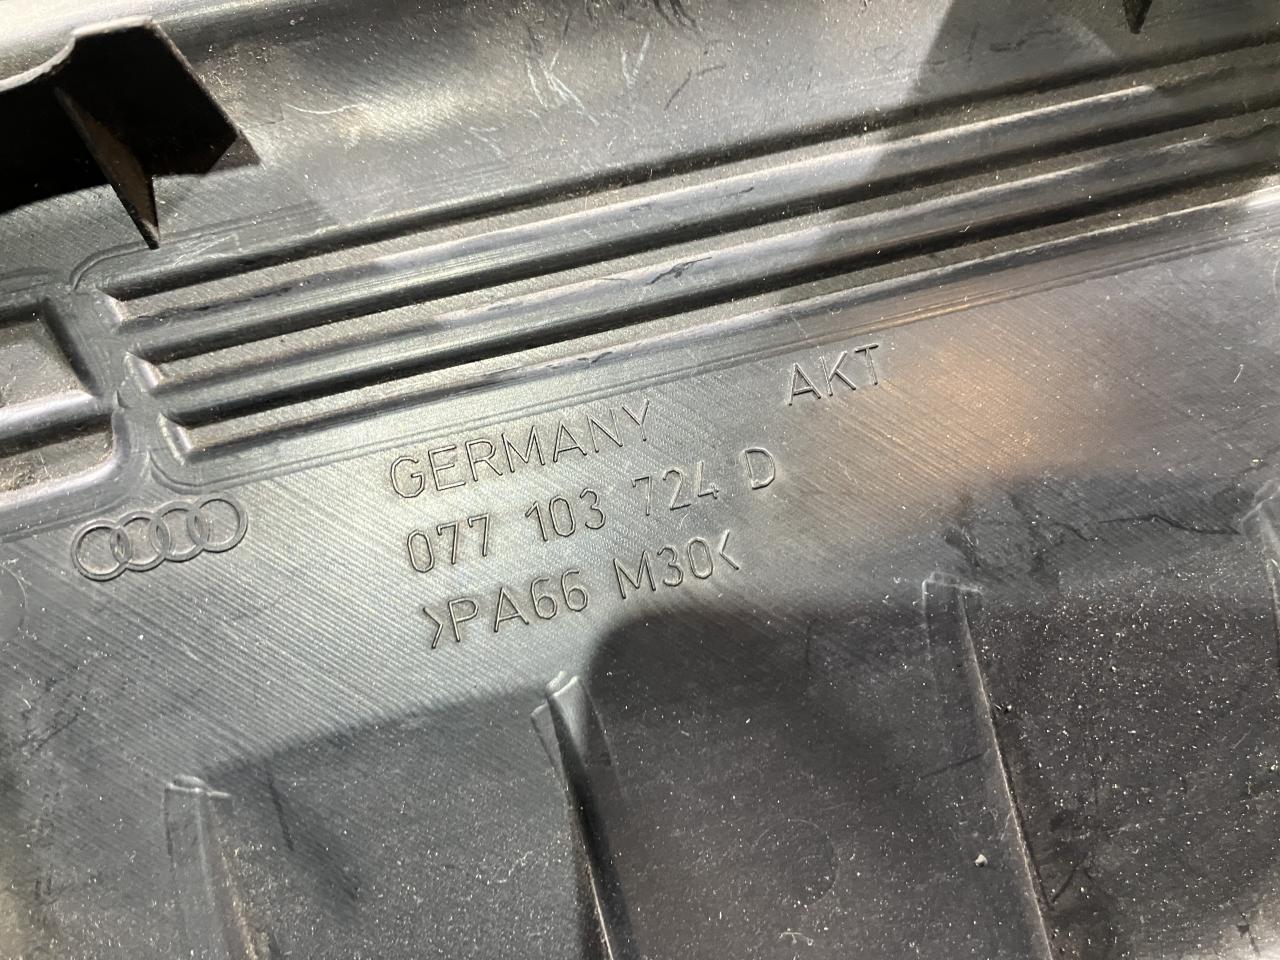 GERMANY AKT
077 103 724 D
>PA66 M30<